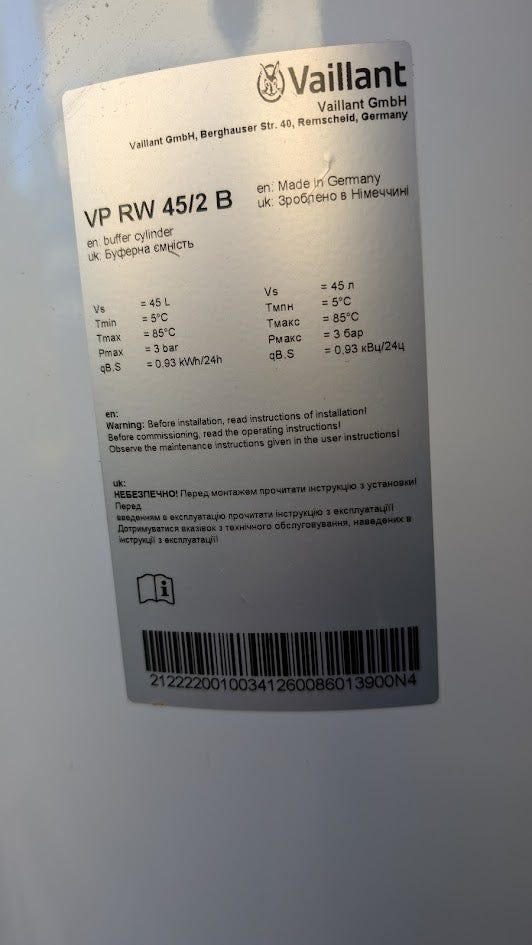 Vaillant
Vaillant GmbH
Vaillant GmbH, Berghauser Str. 40, Remscheid, Germany
VP RW 45/2 B
en: buffer cylinder
uk: Буферна ємність
en: Made in Germany
uk: Зроблено в Німеччині
Vs = 45 L
Tmin = 5°C
Tmax = 85°C
Pmax = 3 bar
qB.S = 0.93 kWh/24h
Vs = 45 л
Тмпн = 5°C
Тмакс = 85°C
Рмакс = 3 бар
qB.S = 0,93 кВц/24ц
en:
Warning: Before installation, read instructions of installation!
Before commissioning, read the operating instructions!
Observe the maintenance instructions given in the user instructions!
uk:
НЕБЕЗПЕЧНО! Перед монтажем прочитати інструкцію з установки!
Перед
введенням в експлуатацію прочитати інструкцію з експлуатації!
Дотримуватися вказівок з технічного обслуговування, наведених в
інструкції з експлуатації!
i
21222200100341260086013900N4